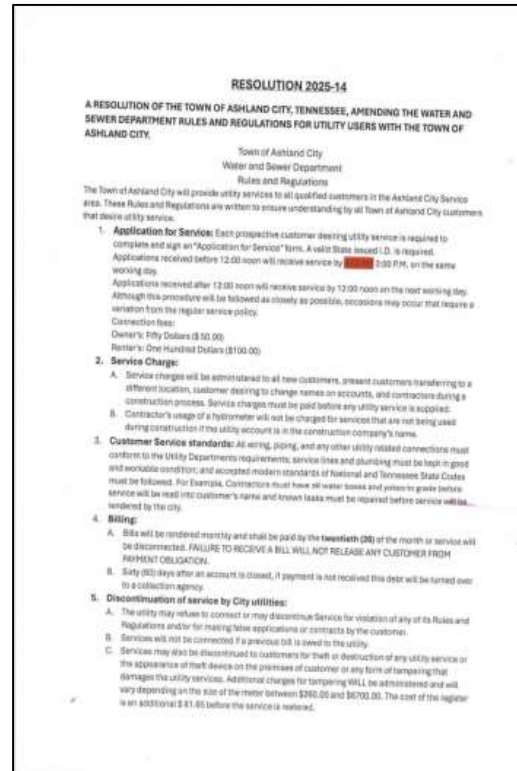 RESOLUTION 2025-14
A RESOLUTION OF THE TOWN OF ASHLAND CITY, TENNESSEE, AMENDING THE WATER AND
SEWER DEPARTMENT RULES AND REGULATIONS FOR UTILITY USERS WITH THE TOWN OF
ASHLAND CITY.
Town of Ashland City
Water and Sewer Department
Rules and Regulations
The Town of Ashland City will provide utility services to all qualified customers in the Ashland City Service
area. These Rules and Regulations are written to ensure understanding by all Town of Ashland City customers
that desire utility service.
1. Application for Service: Each prospective customer desiring utility service is required to
complete and sign an "Application for Service" form. A valid State issued I.D. is required.
Applications received before 12:00 noon will receive service by 3:00 P.M. on the same
working day.
Applications received after 12:00 noon will receive service by 12:00 noon on the next working day.
Although this procedure will be followed as closely as possible, occasions may occur that require a
variation from the regular service policy.
Connection fees:
Owner's: Fifty Dollars ($50.00)
Renter's: One Hundred Dollars ($100.00)
2. Service Charge:
A. Service charges will be administered to all new customers, present customers transferring to a
different location, customer desiring to change names on accounts, and contractors during a
construction process. Service charges must be paid before any utility service is supplied.
B. Contractor's usage of a hydrometer will not be charged for services that are not being used
during construction if the utility account is in the construction company's name.
3. Customer Service standards: All wiring, piping, and any other utility related connections must
conform to the Utility Departments requirements; service lines and plumbing must be kept in good
and workable condition; and accepted modern standards of National and Tennessee State Codes
must be followed. For Example, Contractors must have all water boxes and yokes to grade before
service will be read into customer's name and known leaks must be repaired before service will be
rendered by the city.
4. Billing:
A. Bills will be rendered monthly and shall be paid by the twentieth (20) of the month or service will
be disconnected. FAILURE TO RECEIVE A BILL WILL NOT RELEASE ANY CUSTOMER FROM
PAYMENT OBLIGATION.
B. Sixty (60) days after an account is closed, if payment is not received this debt will be turned over
to a collection agency.
5. Discontinuation of service by City utilities:
A. The utility may refuse to connect or may discontinue Service for violation of any of its Rules and
Regulations and/or for making false applications or contracts by the customer.
B. Services will not be connected if a previous bill is owed to the utility.
C. Services may also be discontinued to customers for theft or destruction of any utility service or
the appearance of theft device on the premises of customer or any form of tampering that
damages the utility services. Additional charges for tampering WILL be administered and will
vary depending on the size of the meter between $260.00 and $6700.00. The cost of the register
is an additional $ 81.65 before the service is restored.